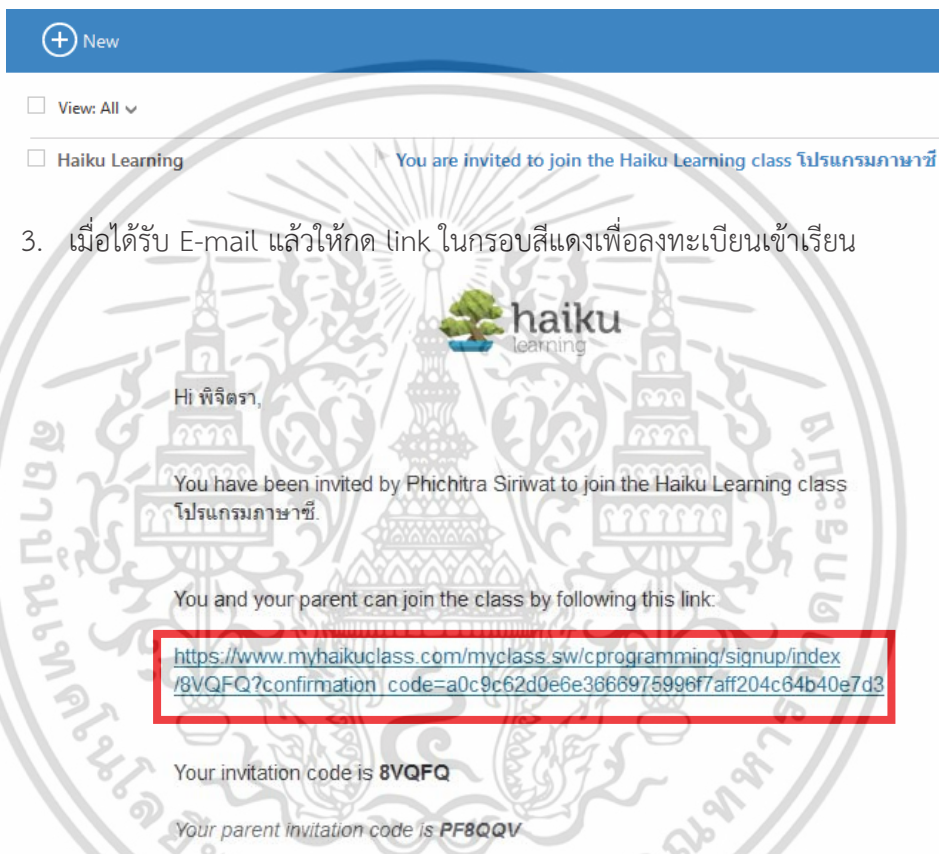 New
View: All
Haiku Learning You are invited to join the Haiku Learning class โปรแกรมภาษาซี
3. เมื่อได้รับ E-mail แล้วให้กด link ในกรอบสีแดงเพื่อลงทะเบียนเข้าเรียน
haiku
learning
Hi พิจิตรา,
You have been invited by Phichitra Siriwat to join the Haiku Learning class
โปรแกรมภาษาซี.
You and your parent can join the class by following this link:
https://www.myhaikuclass.com/myclass.sw/cprogramming/signup/index
/8VQFQ?confirmation_code=a0c9c62d0e6e3666975996f7aff204c64b40e7d3
Your invitation code is 8VQFQ
Your parent invitation code is PF8QQV